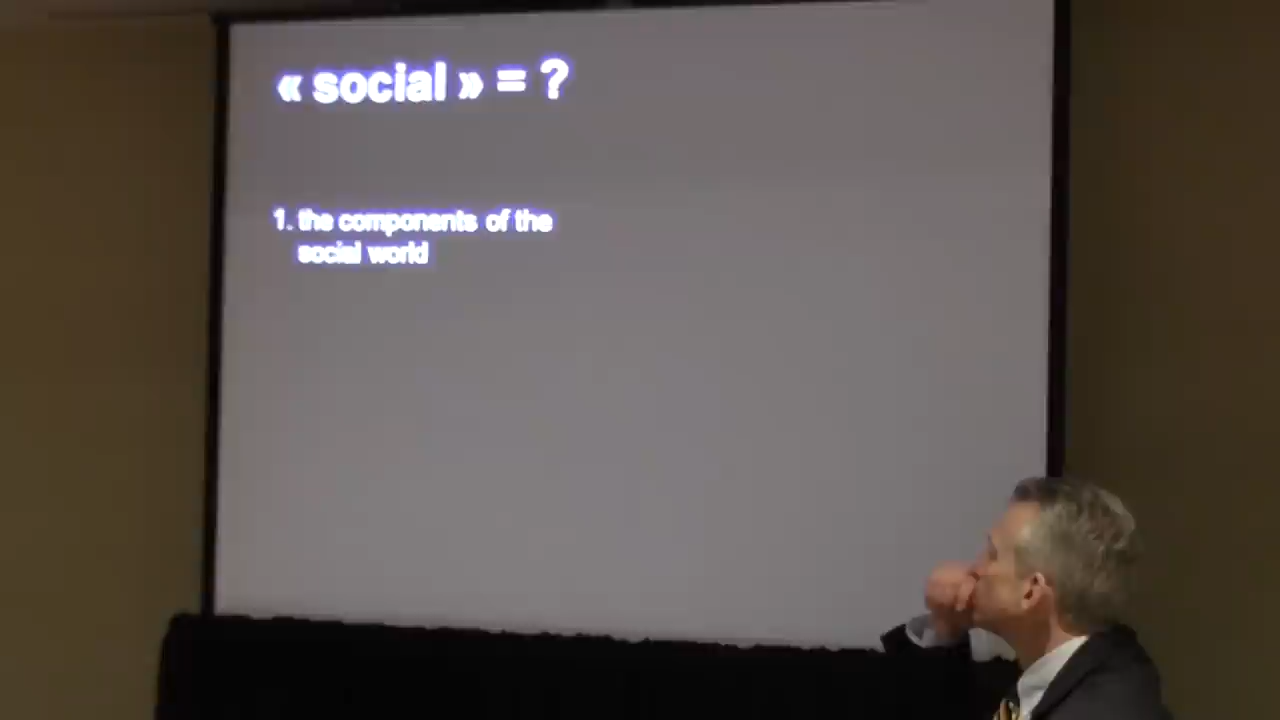 « social » = ?
1. the components of the
social world